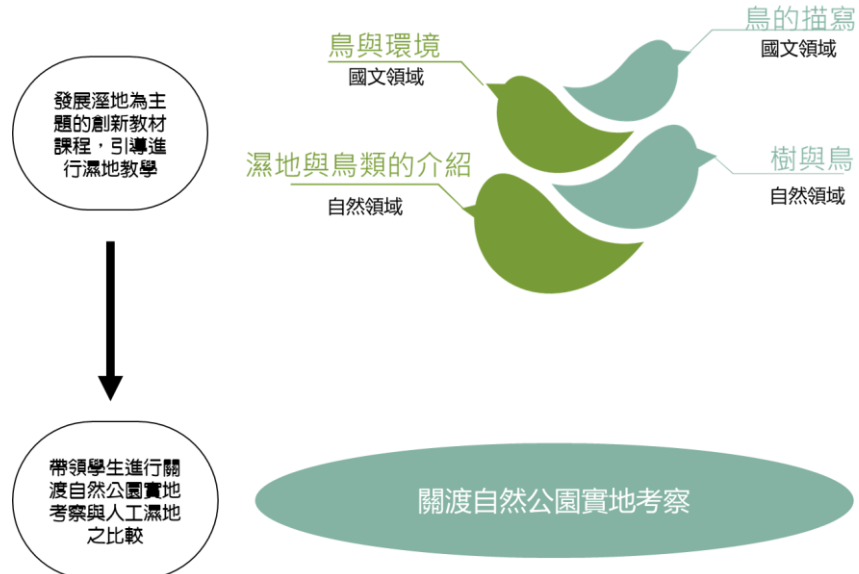 發展溼地為主
題的創新教材
課程，引導進
行濕地教學
鳥與環境
國文領域
鳥的描寫
國文領域
濕地與鳥類的介紹
自然領域
樹與鳥
自然領域
帶領學生進行關
渡自然公園實地
考察與人工濕地
之比較
關渡自然公園實地考察